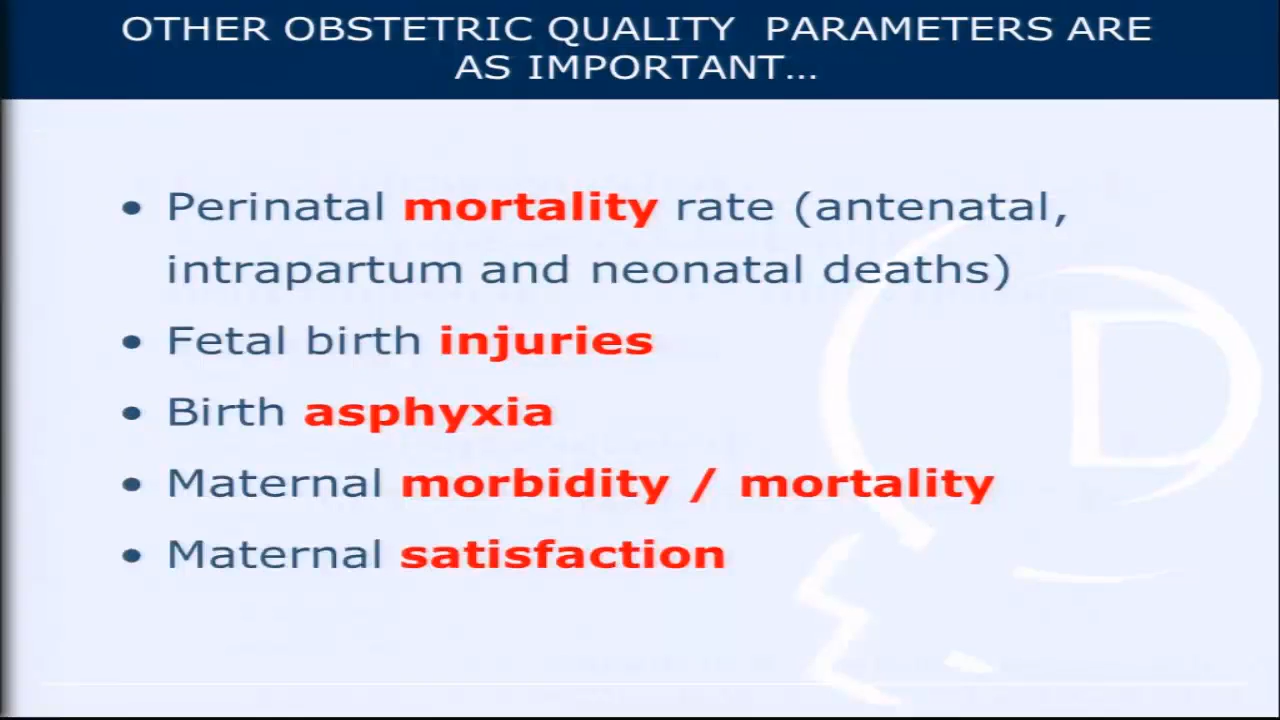 OTHER OBSTETRIC QUALITY PARAMETERS ARE
AS IMPORTANT...
• Perinatal mortality rate (antenatal,
intrapartum and neonatal deaths)
• Fetal birth injuries
• Birth asphyxia
• Maternal morbidity / mortality
• Maternal satisfaction